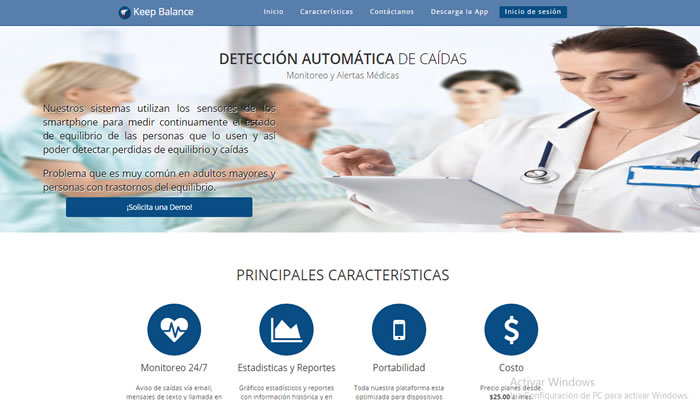 Keep Balance
Inicio Características Contáctanos Descarga la App Inicio de sesión
DETECCIÓN AUTOMÁTICA DE CAÍDAS
Monitoreo y Alertas Médicas
Nuestros sistemas utilizan los sensores de los
smartphone para medir continuamente el estado
de equilibrio de las personas que lo usen y así
poder detectar perdidas de equilibrio y caídas
Problema que es muy común en adultos mayores y
personas con trastornos del equilibrio.
¡Solicita una Demo!
PRINCIPALES CARACTERíSTICAS
Monitoreo 24/7
Aviso de caídas vía email,
mensajes de texto y llamada en
Estadisticas y Reportes
Gráficos estadísticos y reportes
con información histórica y en
Portabilidad
Toda nuestra plataforma esta
optimizada para dispositivos
$
Costo
Precio planes desde
$25.00 al mes.
Activar Windows
Configuración de PC para activar Windows.